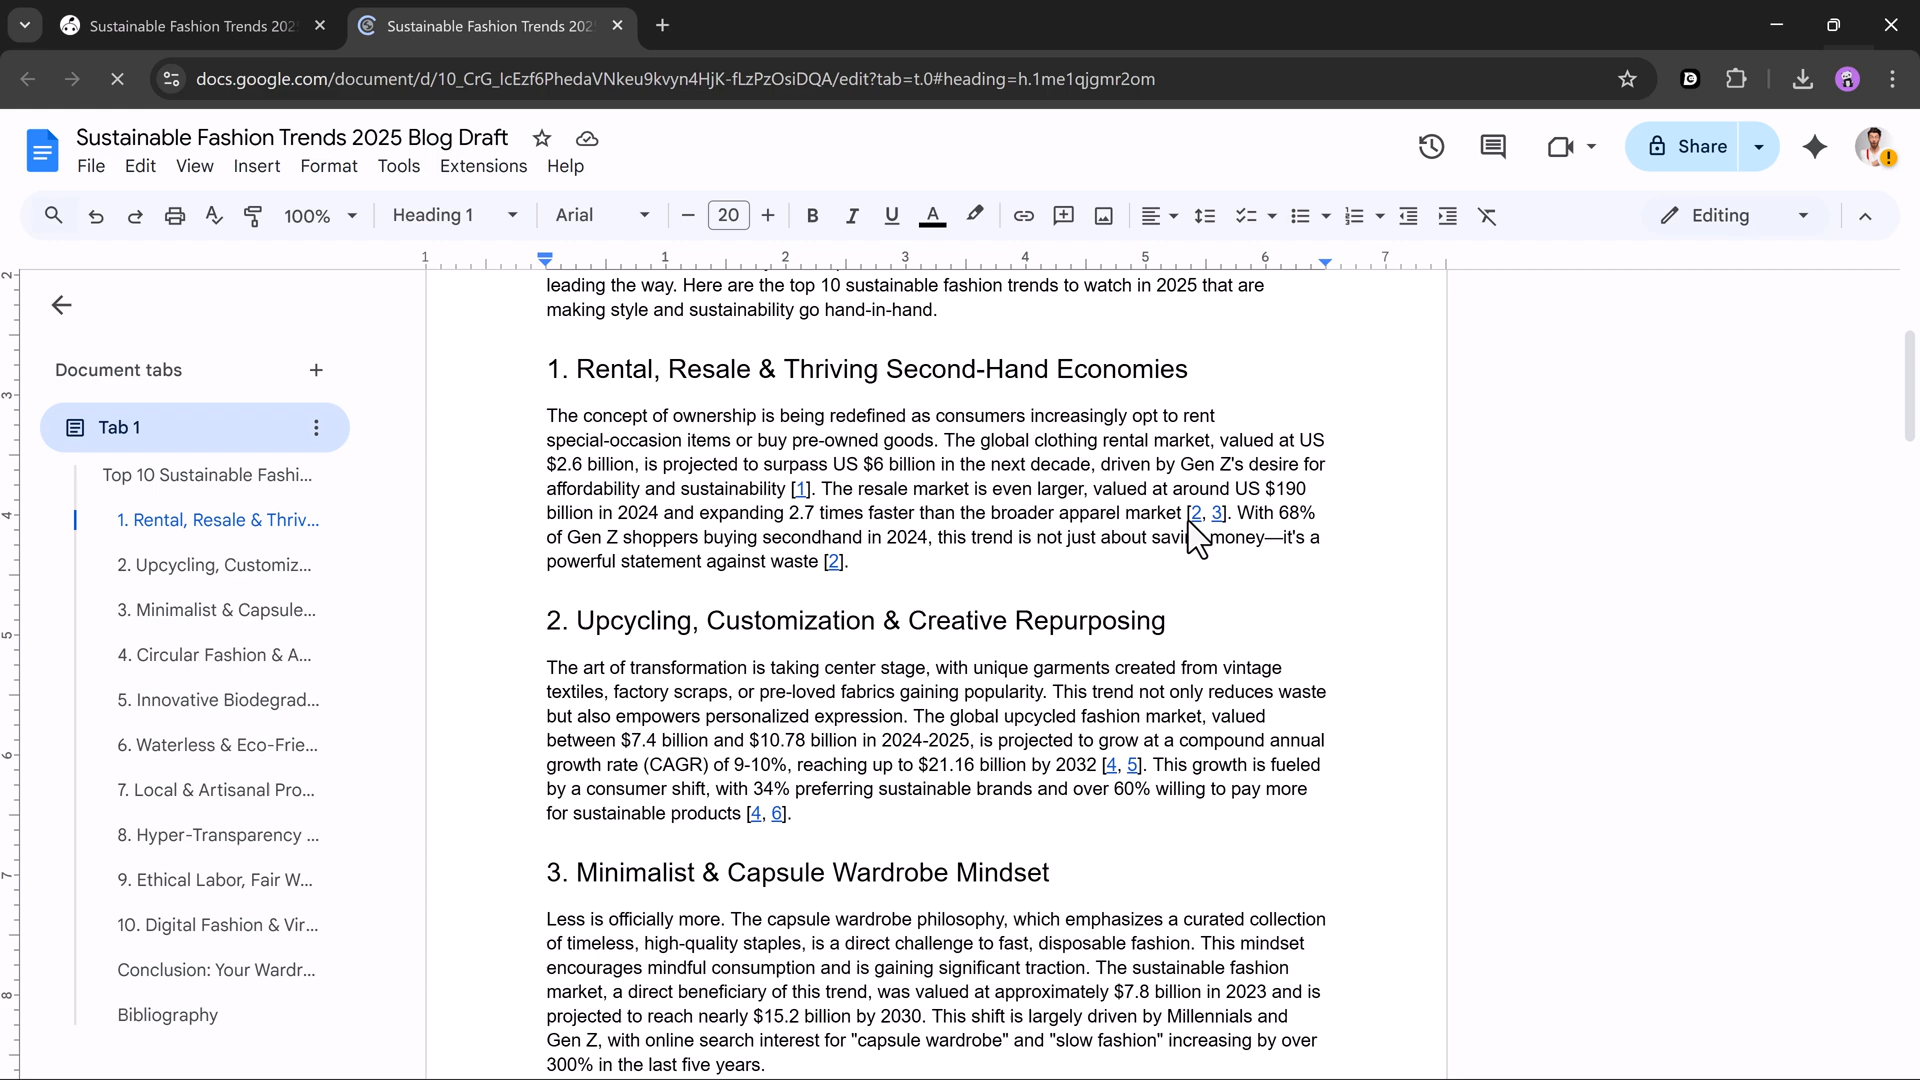 Sustainable Fashion Trends 202
Sustainable Fashion Trends 202
docs.google.com/document/d/10_CrG_IcEzf6PhedaVNkeu9kvyn4HjK-fLzPzOsiDQA/edit?tab=t.0#heading=h.1me1qjgmr2om
Sustainable Fashion Trends 2025 Blog Draft
File Edit View Insert Format Tools Extensions Help
Share
100% Heading 1 Arial 20 B I U A Editing
1 1 2 3 4 5 6 7
2
3
4
5
6
7
8
Document tabs
Tab 1
Top 10 Sustainable Fashi...
1. Rental, Resale & Thriv...
2. Upcycling, Customiz...
3. Minimalist & Capsule...
4. Circular Fashion & A...
5. Innovative Biodegrad...
6. Waterless & Eco-Frie...
7. Local & Artisanal Pro...
8. Hyper-Transparency ...
9. Ethical Labor, Fair W...
10. Digital Fashion & Vir...
Conclusion: Your Wardr...
Bibliography
leading the way. Here are the top 10 sustainable fashion trends to watch in 2025 that are
making style and sustainability go hand-in-hand.
1. Rental, Resale & Thriving Second-Hand Economies
The concept of ownership is being redefined as consumers increasingly opt to rent
special-occasion items or buy pre-owned goods. The global clothing rental market, valued at US
$2.6 billion, is projected to surpass US $6 billion in the next decade, driven by Gen Z's desire for
affordability and sustainability [1]. The resale market is even larger, valued at around US $190
billion in 2024 and expanding 2.7 times faster than the broader apparel market [2, 3]. With 68%
of Gen Z shoppers buying secondhand in 2024, this trend is not just about savi money—it's a
powerful statement against waste [2].
2. Upcycling, Customization & Creative Repurposing
The art of transformation is taking center stage, with unique garments created from vintage
textiles, factory scraps, or pre-loved fabrics gaining popularity. This trend not only reduces waste
but also empowers personalized expression. The global upcycled fashion market, valued
between $7.4 billion and $10.78 billion in 2024-2025, is projected to grow at a compound annual
growth rate (CAGR) of 9-10%, reaching up to $21.16 billion by 2032 [4, 5]. This growth is fueled
by a consumer shift, with 34% preferring sustainable brands and over 60% willing to pay more
for sustainable products [4, 6].
3. Minimalist & Capsule Wardrobe Mindset
Less is officially more. The capsule wardrobe philosophy, which emphasizes a curated collection
of timeless, high-quality staples, is a direct challenge to fast, disposable fashion. This mindset
encourages mindful consumption and is gaining significant traction. The sustainable fashion
market, a direct beneficiary of this trend, was valued at approximately $7.8 billion in 2023 and is
projected to reach nearly $15.2 billion by 2030. This shift is largely driven by Millennials and
Gen Z, with online search interest for "capsule wardrobe" and "slow fashion" increasing by over
300% in the last five years.